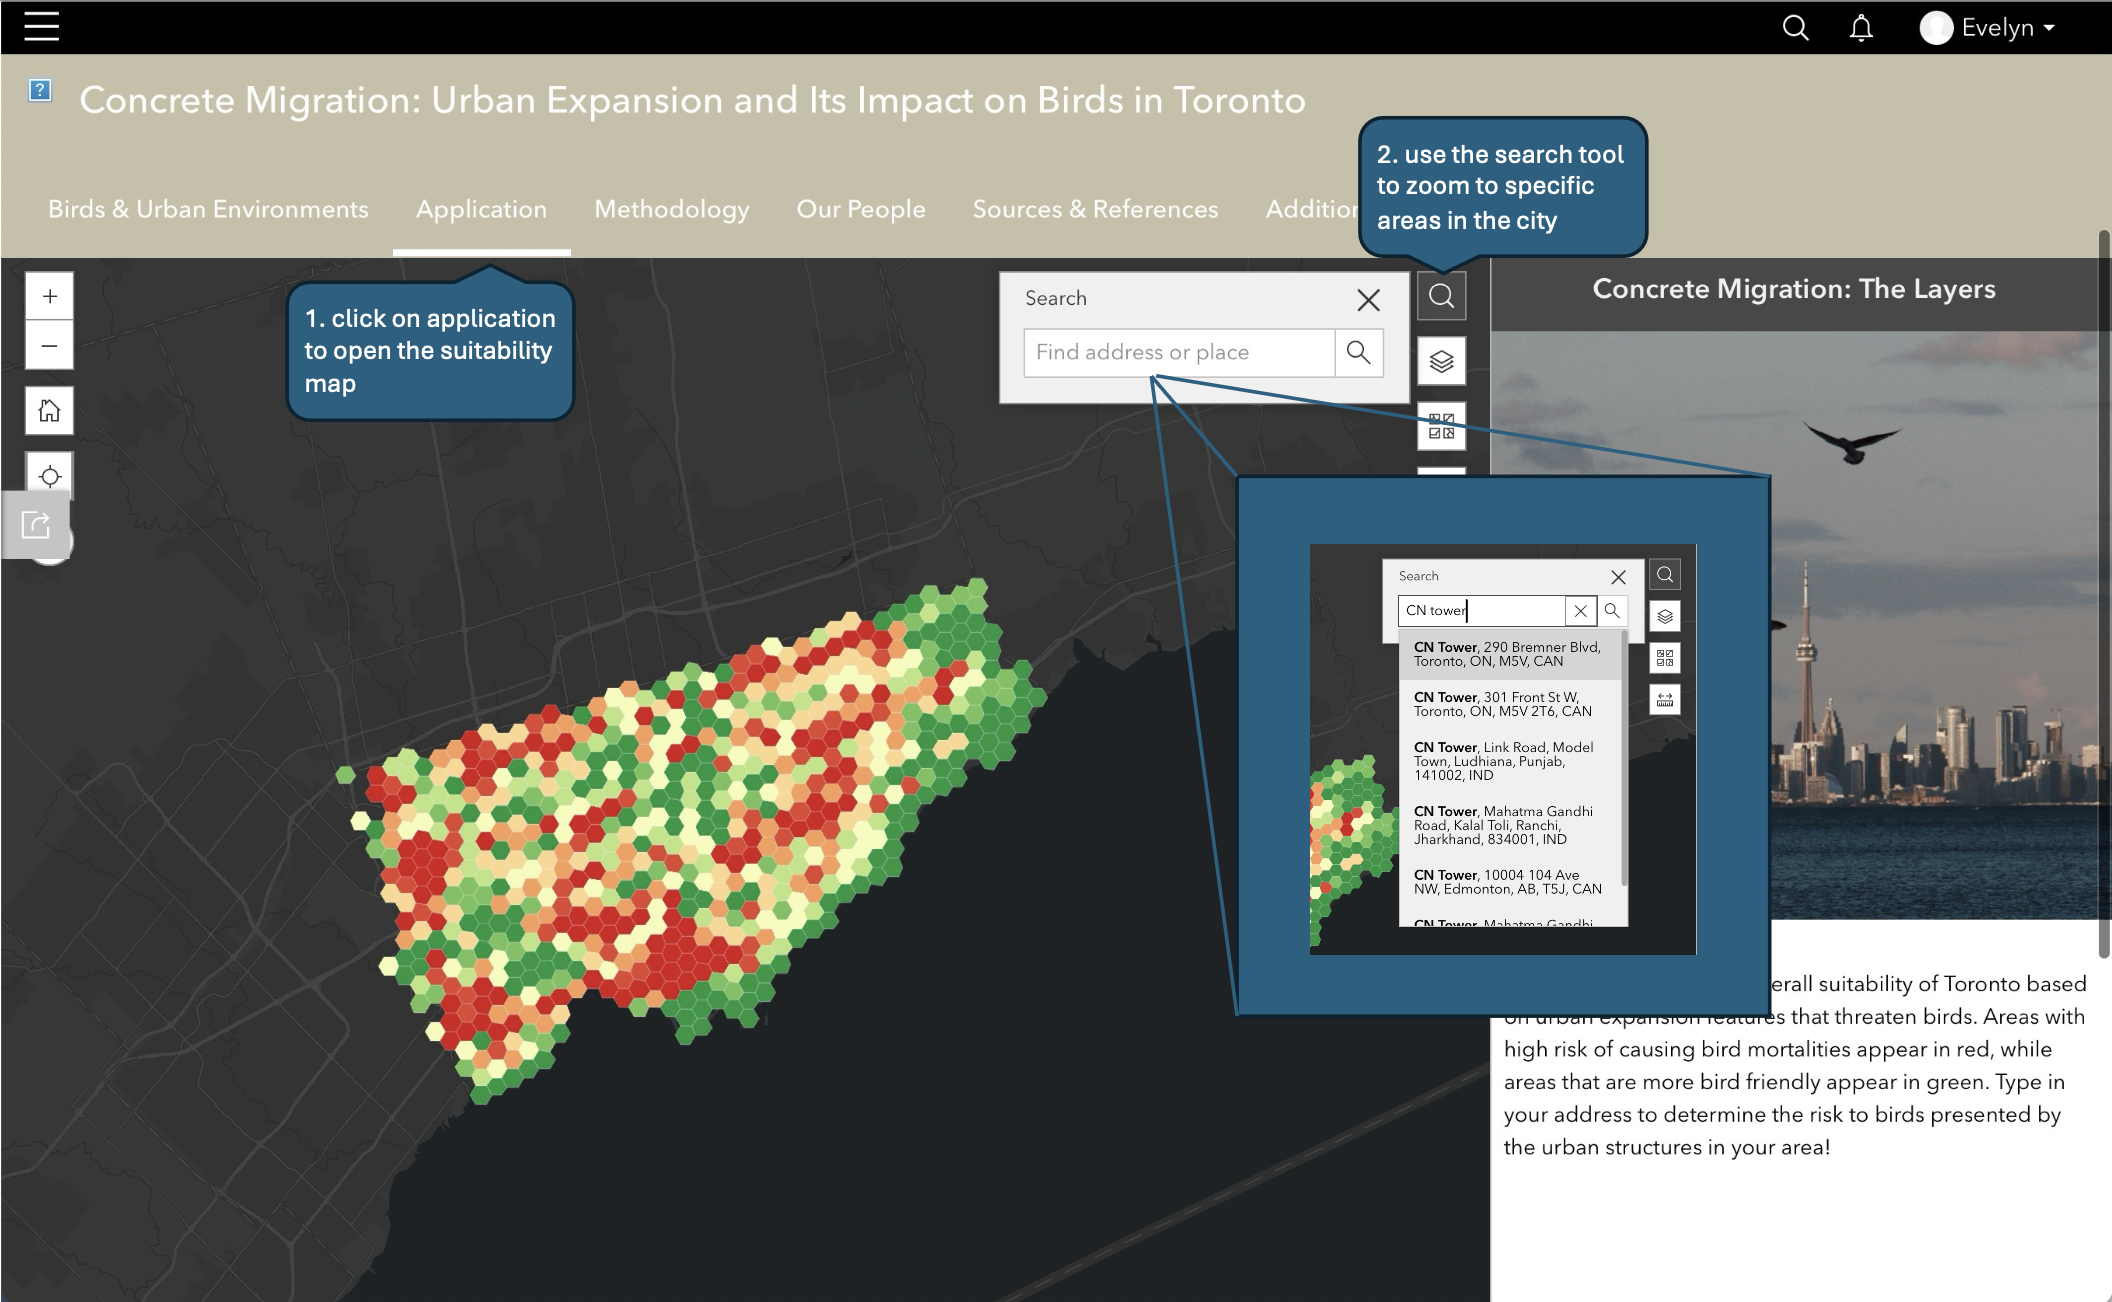 Evelyn
?
Concrete Migration: Urban Expansion and Its Impact on Birds in Toronto
Birds & Urban Environments
Application
Methodology
Our People
Sources & References
Addition
2. use the search tool
to zoom to specific
areas in the city
1. click on application
to open the suitability
map
Search
Find address or place
Concrete Migration: The Layers
Search
CN tower
CN Tower, 290 Bremner Blvd,
Toronto, ON, M5V, CAN
CN Tower, 301 Front St W,
Toronto, ON, M5V 2T6, CAN
CN Tower, Link Road, Model
Town, Ludhiana, Punjab,
141002, IND
CN Tower, Mahatma Gandhi
Road, Kalal Toli, Ranchi,
Jharkhand, 834001, IND
CN Tower, 10004 104 Ave
NW, Edmonton, AB, T5J, CAN
CN Tower, Mahatma Gandhi
erall suitability of Toronto based
on urban expansion features that threaten birds. Areas with
high risk of causing bird mortalities appear in red, while
areas that are more bird friendly appear in green. Type in
your address to determine the risk to birds presented by
the urban structures in your area!